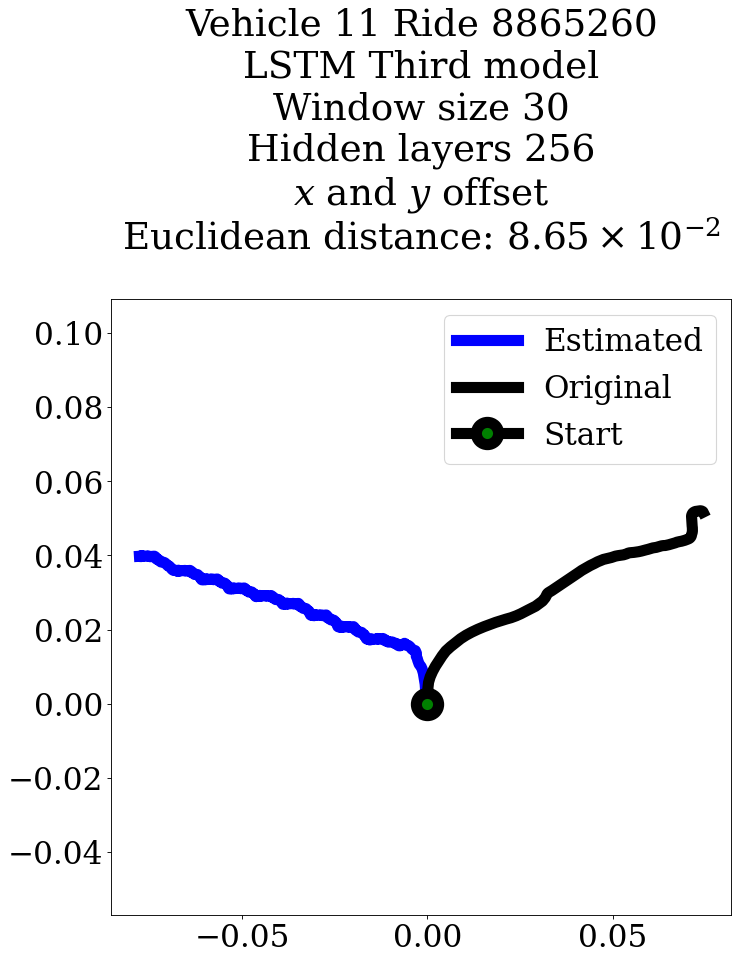 Vehicle 11 Ride 8865260
LSTM Third model
Window size 30
Hidden layers 256
x and y offset
Euclidean distance: 8.65 × 10⁻²
Estimated
Original
Start
0.10
0.08
0.06
0.04
0.02
0.00
−0.02
−0.04
−0.05 0.00 0.05